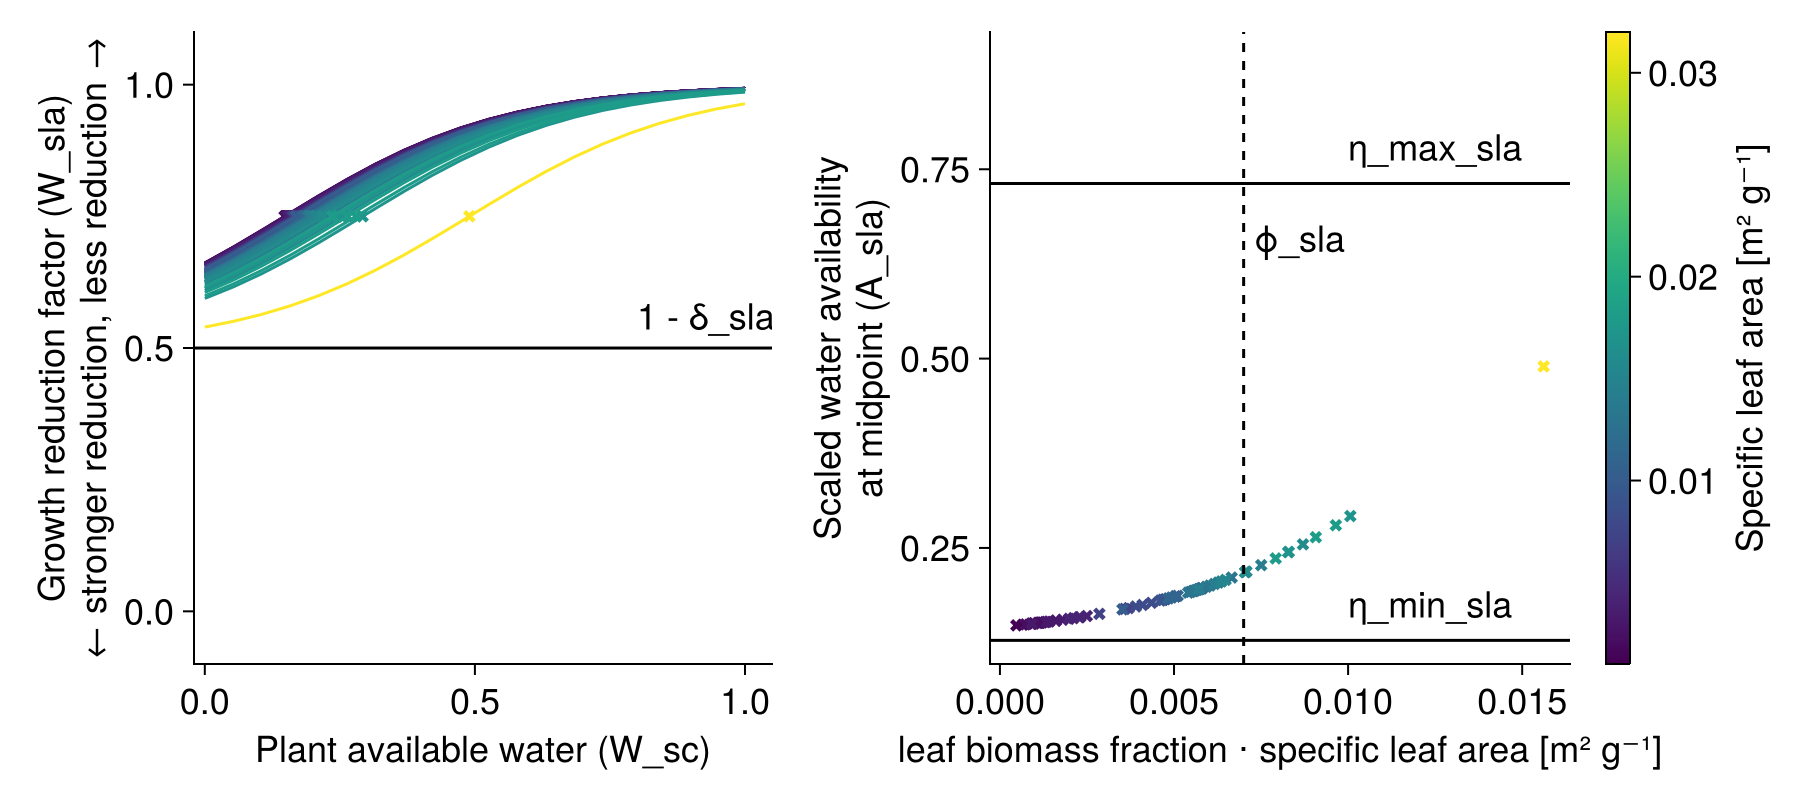 Growth reduction factor (W_sla)
← stronger reduction, less reduction →
1.0
0.5
0.0
1 - δ_sla
0.0
0.5
1.0
Plant available water (W_sc)
Scaled water availability
at midpoint (A_sla)
0.75
0.50
0.25
η_max_sla
ϕ_sla
η_min_sla
0.000
0.005
0.010
0.015
leaf biomass fraction · specific leaf area [m² g⁻¹]
0.03
0.02
0.01
Specific leaf area [m² g⁻¹]